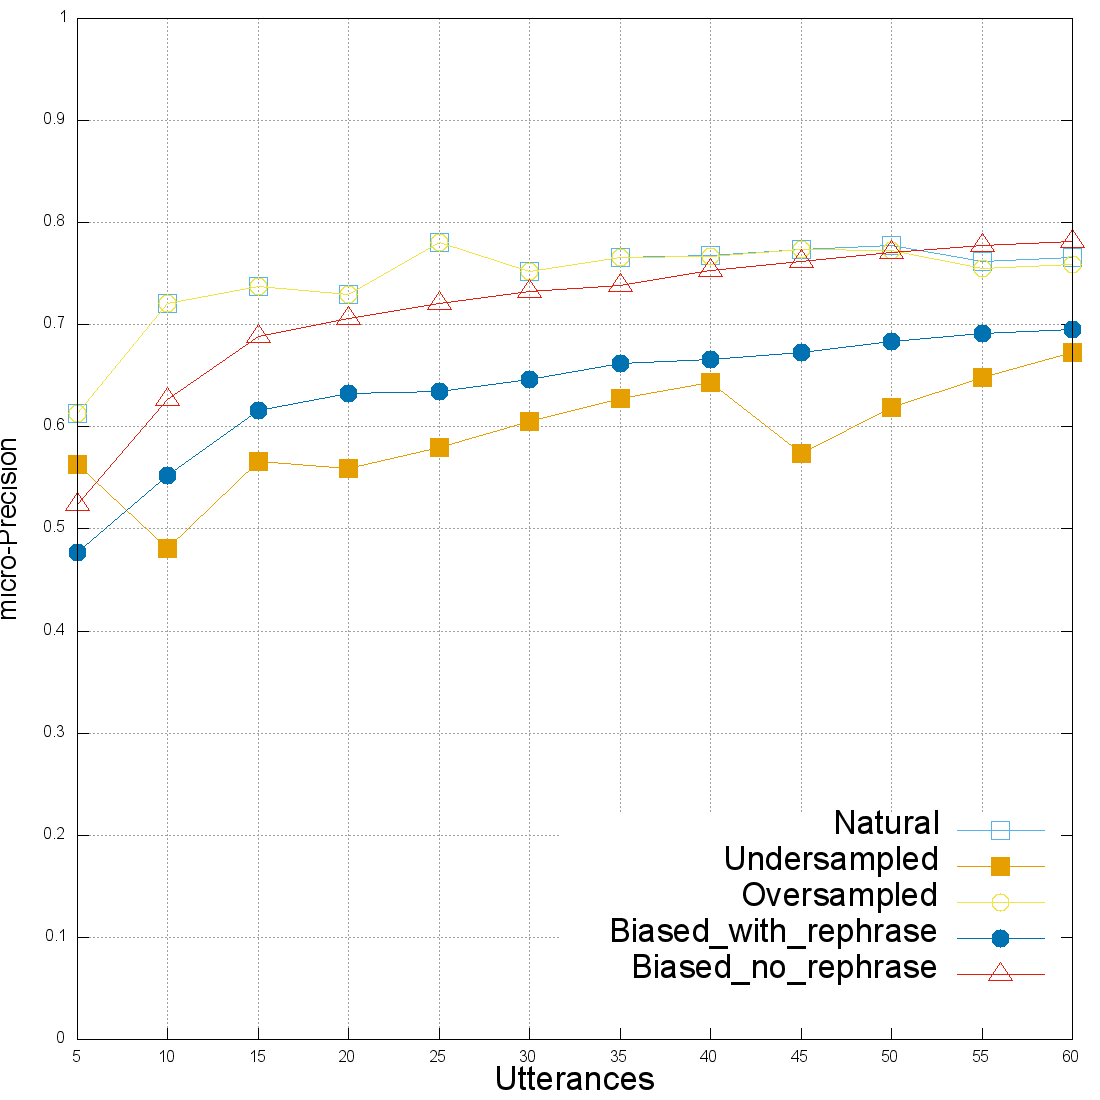 1
0.9
0.8
0.7
0.6
0.5
0.4
0.3
0.2
0.1
0
micro-Precision
Natural
Undersampled
Oversampled
Biased_with_rephrase
Biased_no_rephrase
5 10 15 20 25 30 35 40 45 50 55 60
Utterances